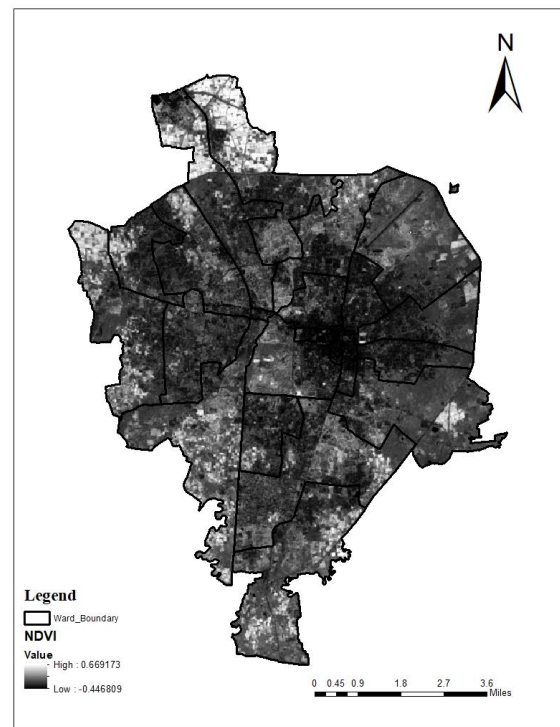 N
Legend
Ward_Boundary
NDVI
Value
High : 0.669173
Low : -0.446809
0 0.45 0.9 1.8 2.7 3.6
Miles